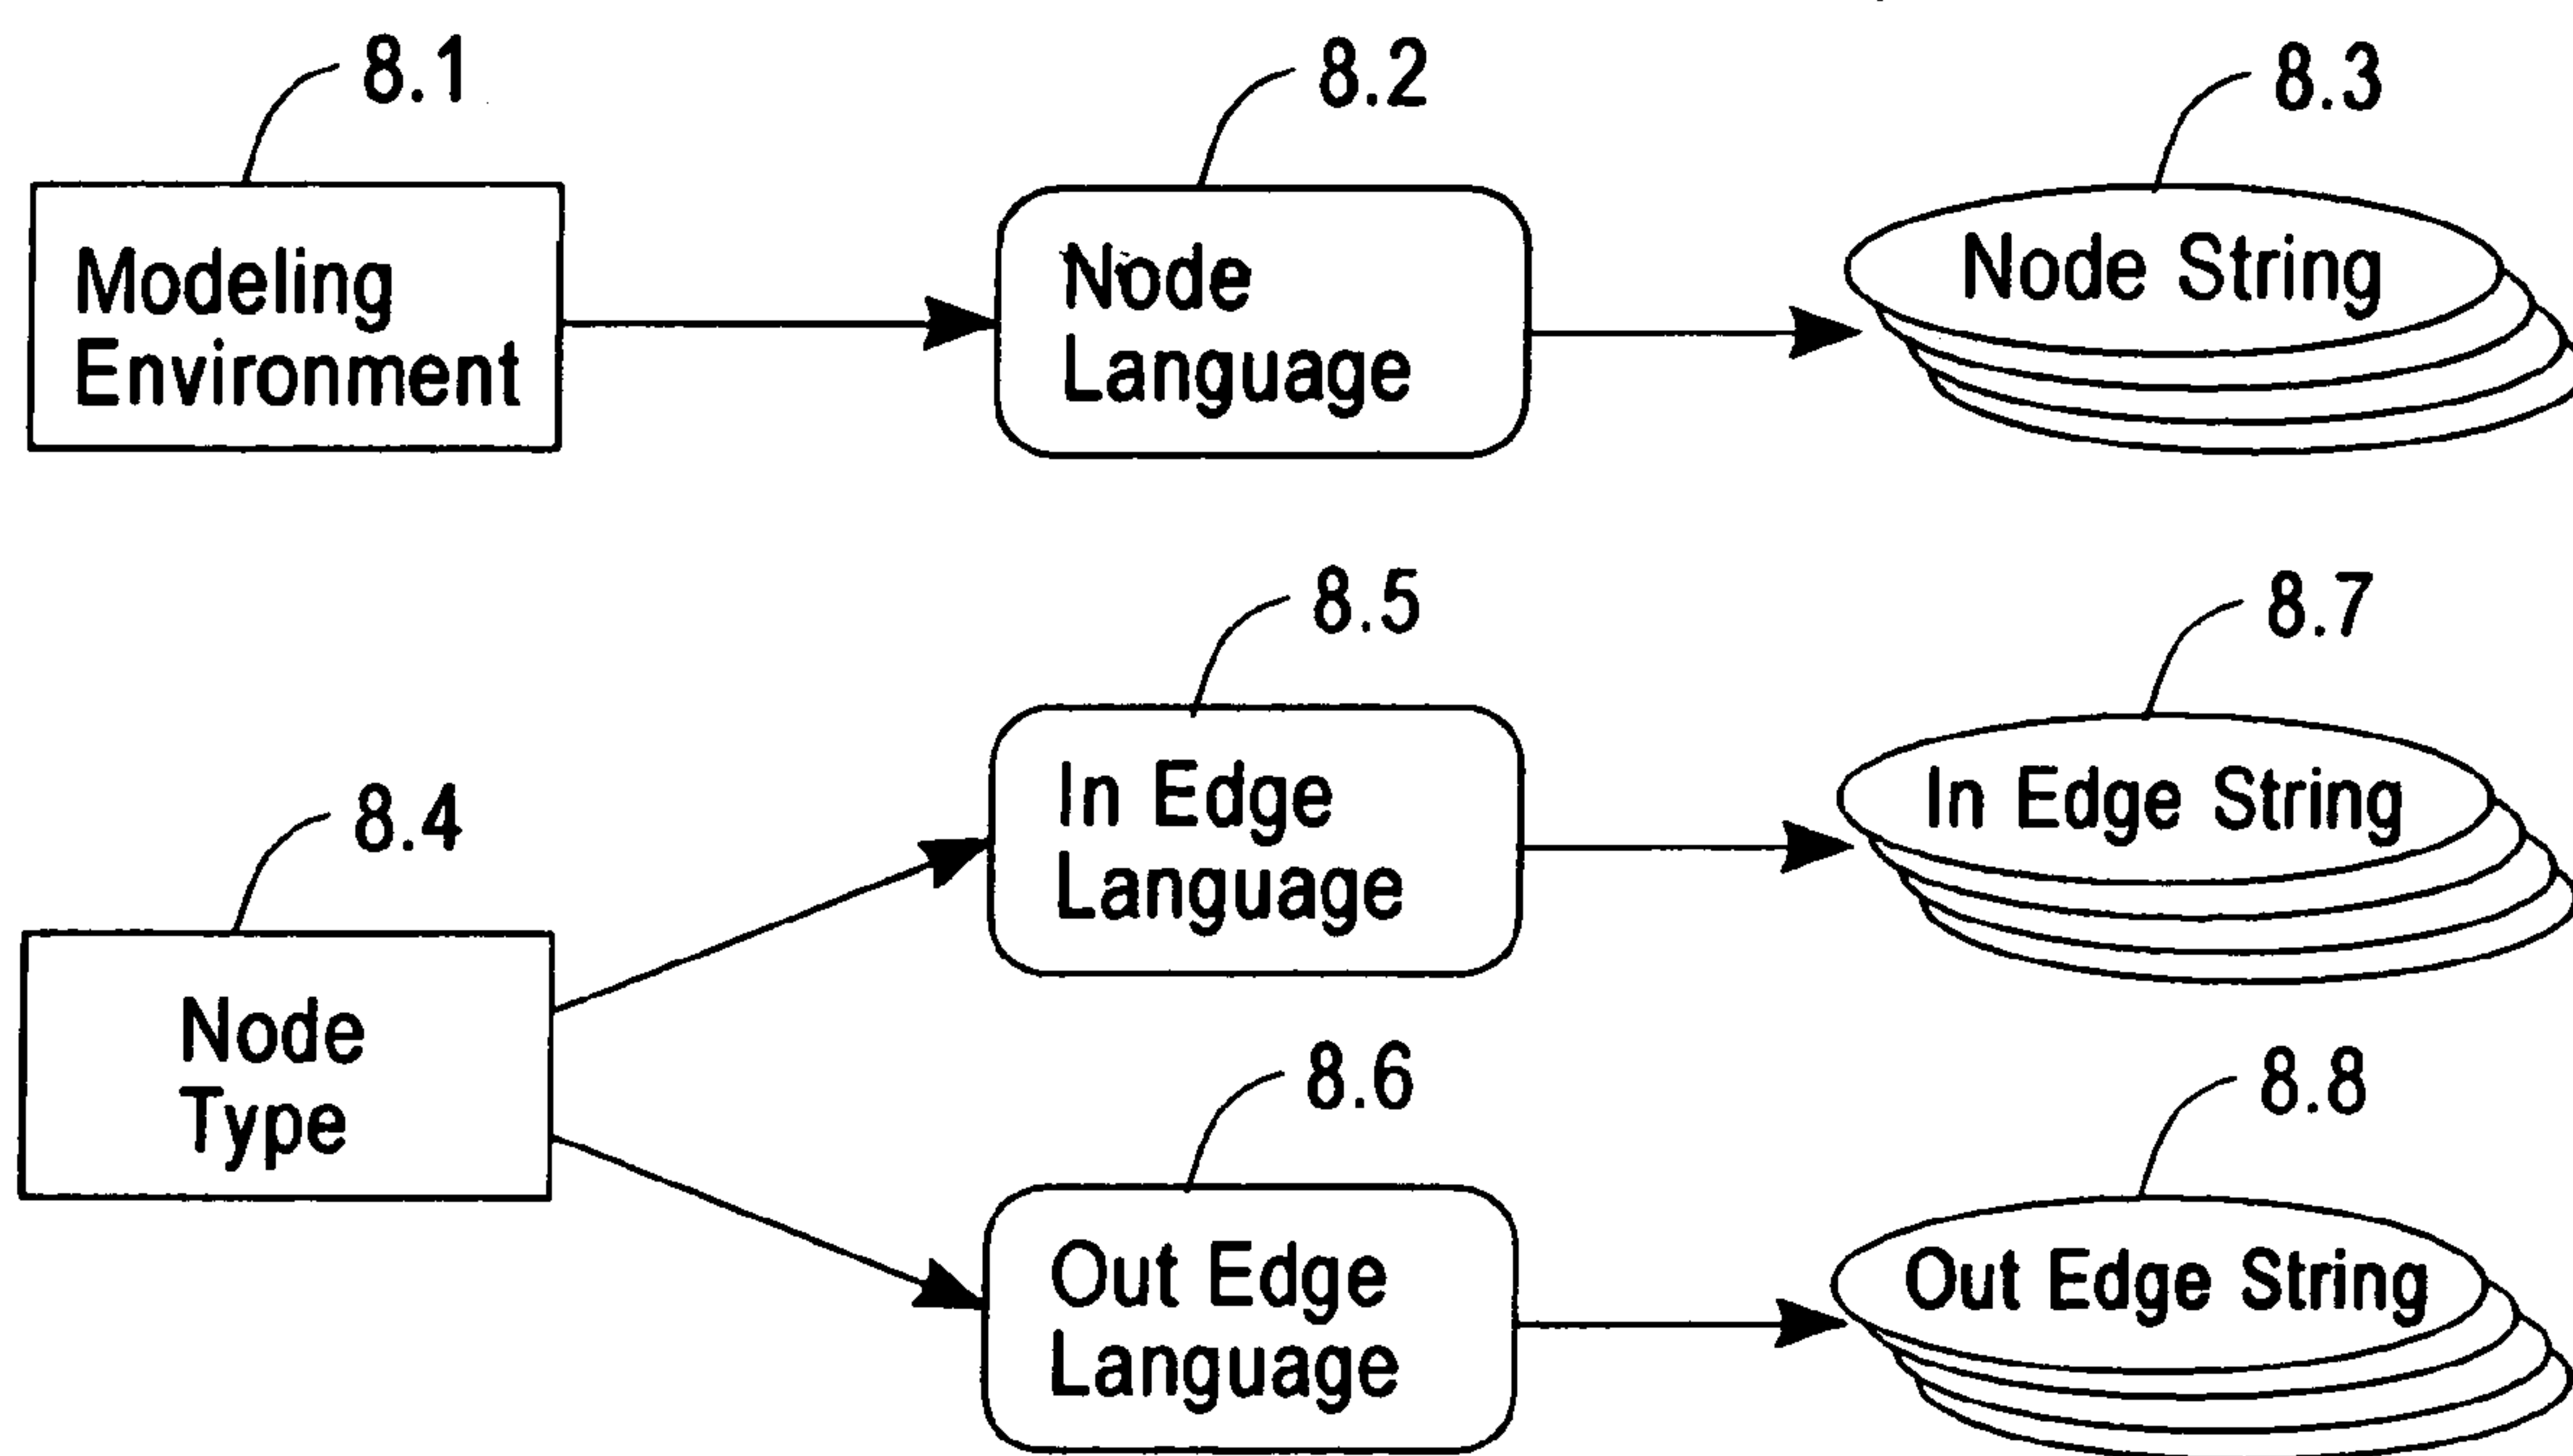 8.1
8.2
8.3
Modeling
Environment
Node
Language
Node String
8.4
8.5
8.7
Node
Type
In Edge
Language
In Edge String
8.6
8.8
Out Edge
Language
Out Edge String